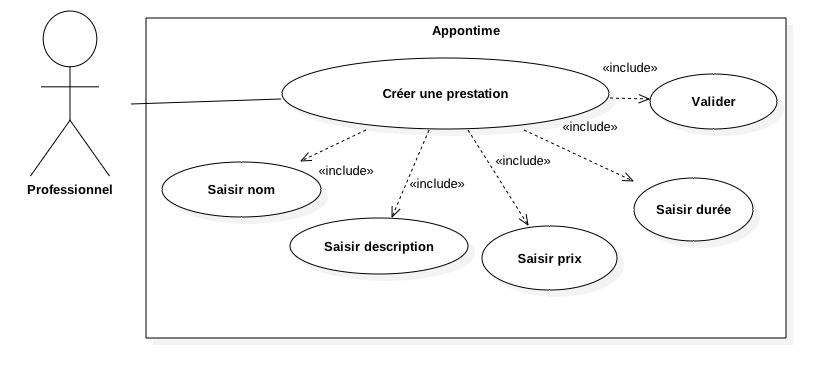 Appontime
«include»
Créer une prestation
Valider
«include»
«include»
«include»
«include»
Professionnel
Saisir nom
Saisir durée
Saisir description
Saisir prix